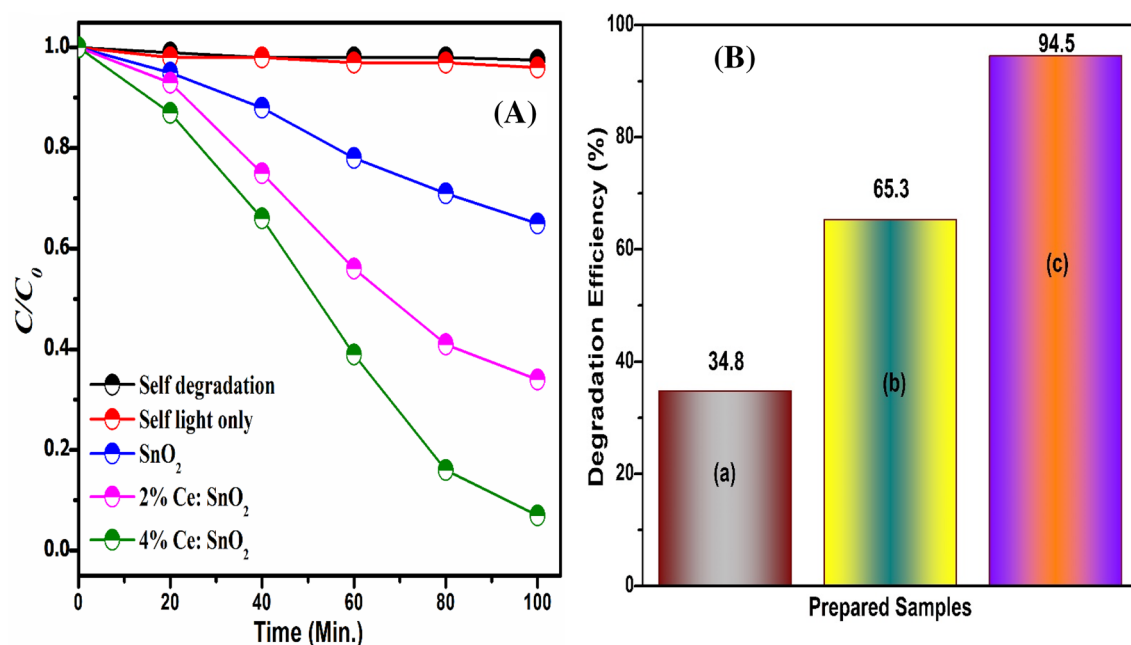 (A)
C/C₀
1.0
0.8
0.6
0.4
0.2
0.0
Self degradation
Self light only
SnO₂
2% Ce: SnO₂
4% Ce: SnO₂
0 20 40 60 80 100
Time (Min.)
(B)
Degradation Efficiency (%)
100
80
60
40
20
0
34.8
65.3
94.5
(a)
(b)
(c)
Prepared Samples